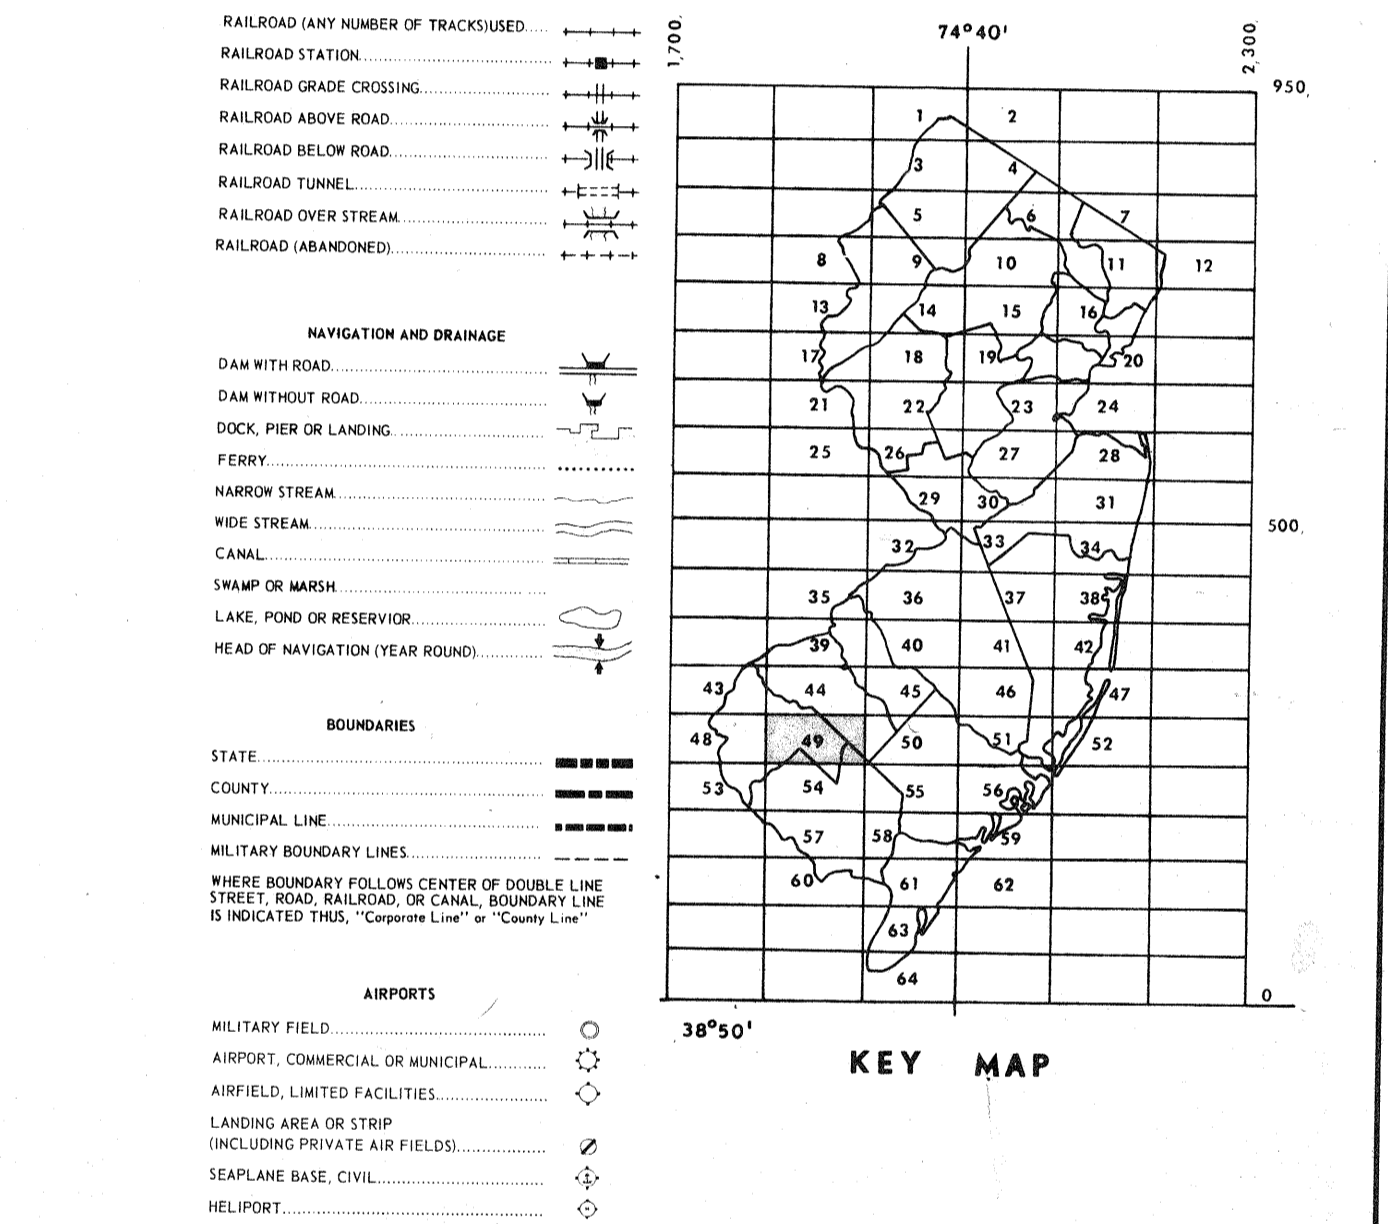 RAILROAD (ANY NUMBER OF TRACKS)USED.....
RAILROAD STATION
RAILROAD GRADE CROSSING
RAILROAD ABOVE ROAD
RAILROAD BELOW ROAD
RAILROAD TUNNEL
RAILROAD OVER STREAM
RAILROAD (ABANDONED)
NAVIGATION AND DRAINAGE
DAM WITH ROAD
DAM WITHOUT ROAD
DOCK, PIER OR LANDING
FERRY
NARROW STREAM
WIDE STREAM
CANAL
SWAMP OR MARSH
LAKE, POND OR RESERVIOR
HEAD OF NAVIGATION (YEAR ROUND)
BOUNDARIES
STATE
COUNTY
MUNICIPAL LINE
MILITARY BOUNDARY LINES
WHERE BOUNDARY FOLLOWS CENTER OF DOUBLE LINE
STREET, ROAD, RAILROAD, OR CANAL, BOUNDARY LINE
IS INDICATED THUS, "Corporate Line" or "County Line"
AIRPORTS
MILITARY FIELD
AIRPORT, COMMERCIAL OR MUNICIPAL
AIRFIELD, LIMITED FACILITIES
LANDING AREA OR STRIP
(INCLUDING PRIVATE AIR FIELDS)
SEAPLANE BASE, CIVIL
HELIPORT
1,700,
74°40'
2,300,
950,
1 2
3 4
5 6 7
8 9 10 11 12
13 14 15 16
17 18 19 20
21 22 23 24
25 26 27 28
29 30 31
500,
32 33 34
35 36 37 38
39 40 41 42
43 44 45 46 47
48 49 50 51 52
53 54 55 56
57 58 59
60 61 62
63
64
0
38°50'
KEY MAP